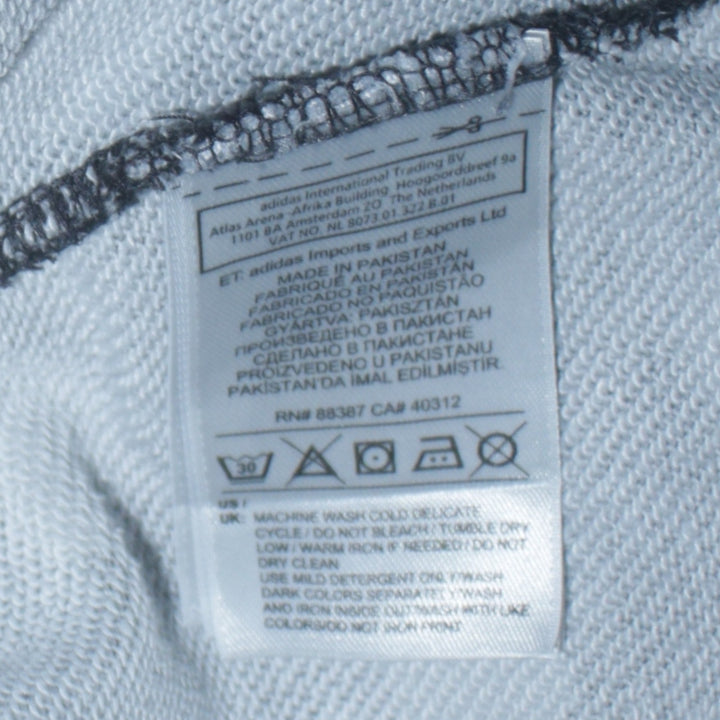 adidas International Trading BV
Atlas Arena -Afrika Building Hoogoorddreef 9a
1101 BA Amsterdam ZO The Netherlands
VAT NO. NL 8073.01.322.B.01
ET: adidas Imports and Exports Ltd
MADE IN PAKISTAN
FABRIQUÉ AU PAKISTAN
FABRICADO EN PAKISTÁN
FABRICADO NO PAQUISTÃO
GYÁRTVA: PAKISZTÁN
ПРОИЗВЕДЕНО В ПАКИСТАН
СДЕЛАНО В ПАКИСТАНЕ
PROIZVEDENO U PAKISTANU
PAKİSTAN'DA İMAL EDİLMİŞTİR
RN# 88387 CA# 40312
30
US /
UK: MACHINE WASH COLD DELICATE
CYCLE / DO NOT BLEACH / TUMBLE DRY
LOW / WARM IRON IF NEEDED / DO NOT
DRY CLEAN
USE MILD DETERGENT ONLY/WASH
DARK COLORS SEPARATELY/WASH
AND IRON INSIDE OUT/WASH WITH LIKE
COLORS/DO NOT IRON PRINT